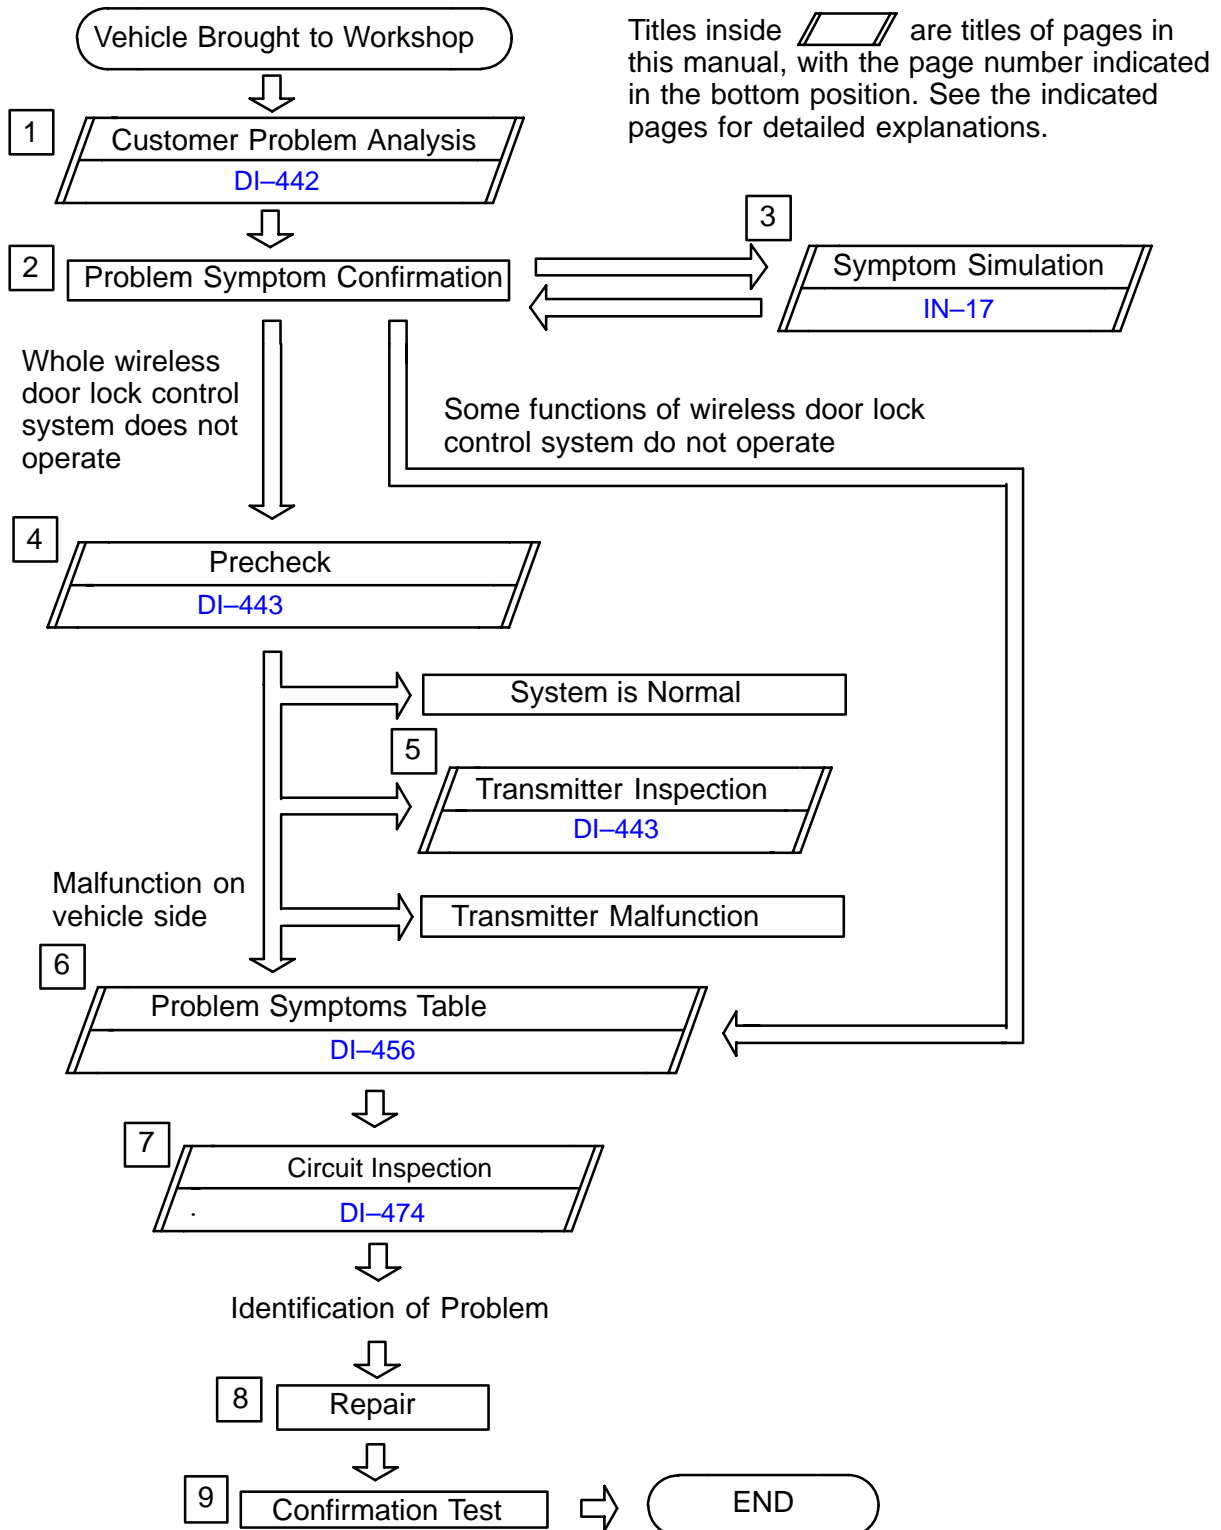 Vehicle Brought to Workshop
Titles inside are titles of pages in
this manual, with the page number indicated
in the bottom position. See the indicated
pages for detailed explanations.
1
Customer Problem Analysis
DI–442
2
Problem Symptom Confirmation
3
Symptom Simulation
IN–17
Whole wireless
door lock control
system does not
operate
Some functions of wireless door lock
control system do not operate
4
Precheck
DI–443
System is Normal
5
Transmitter Inspection
DI–443
Malfunction on
vehicle side
Transmitter Malfunction
6
Problem Symptoms Table
DI–456
7
Circuit Inspection
DI–474
Identification of Problem
8
Repair
9
Confirmation Test
END